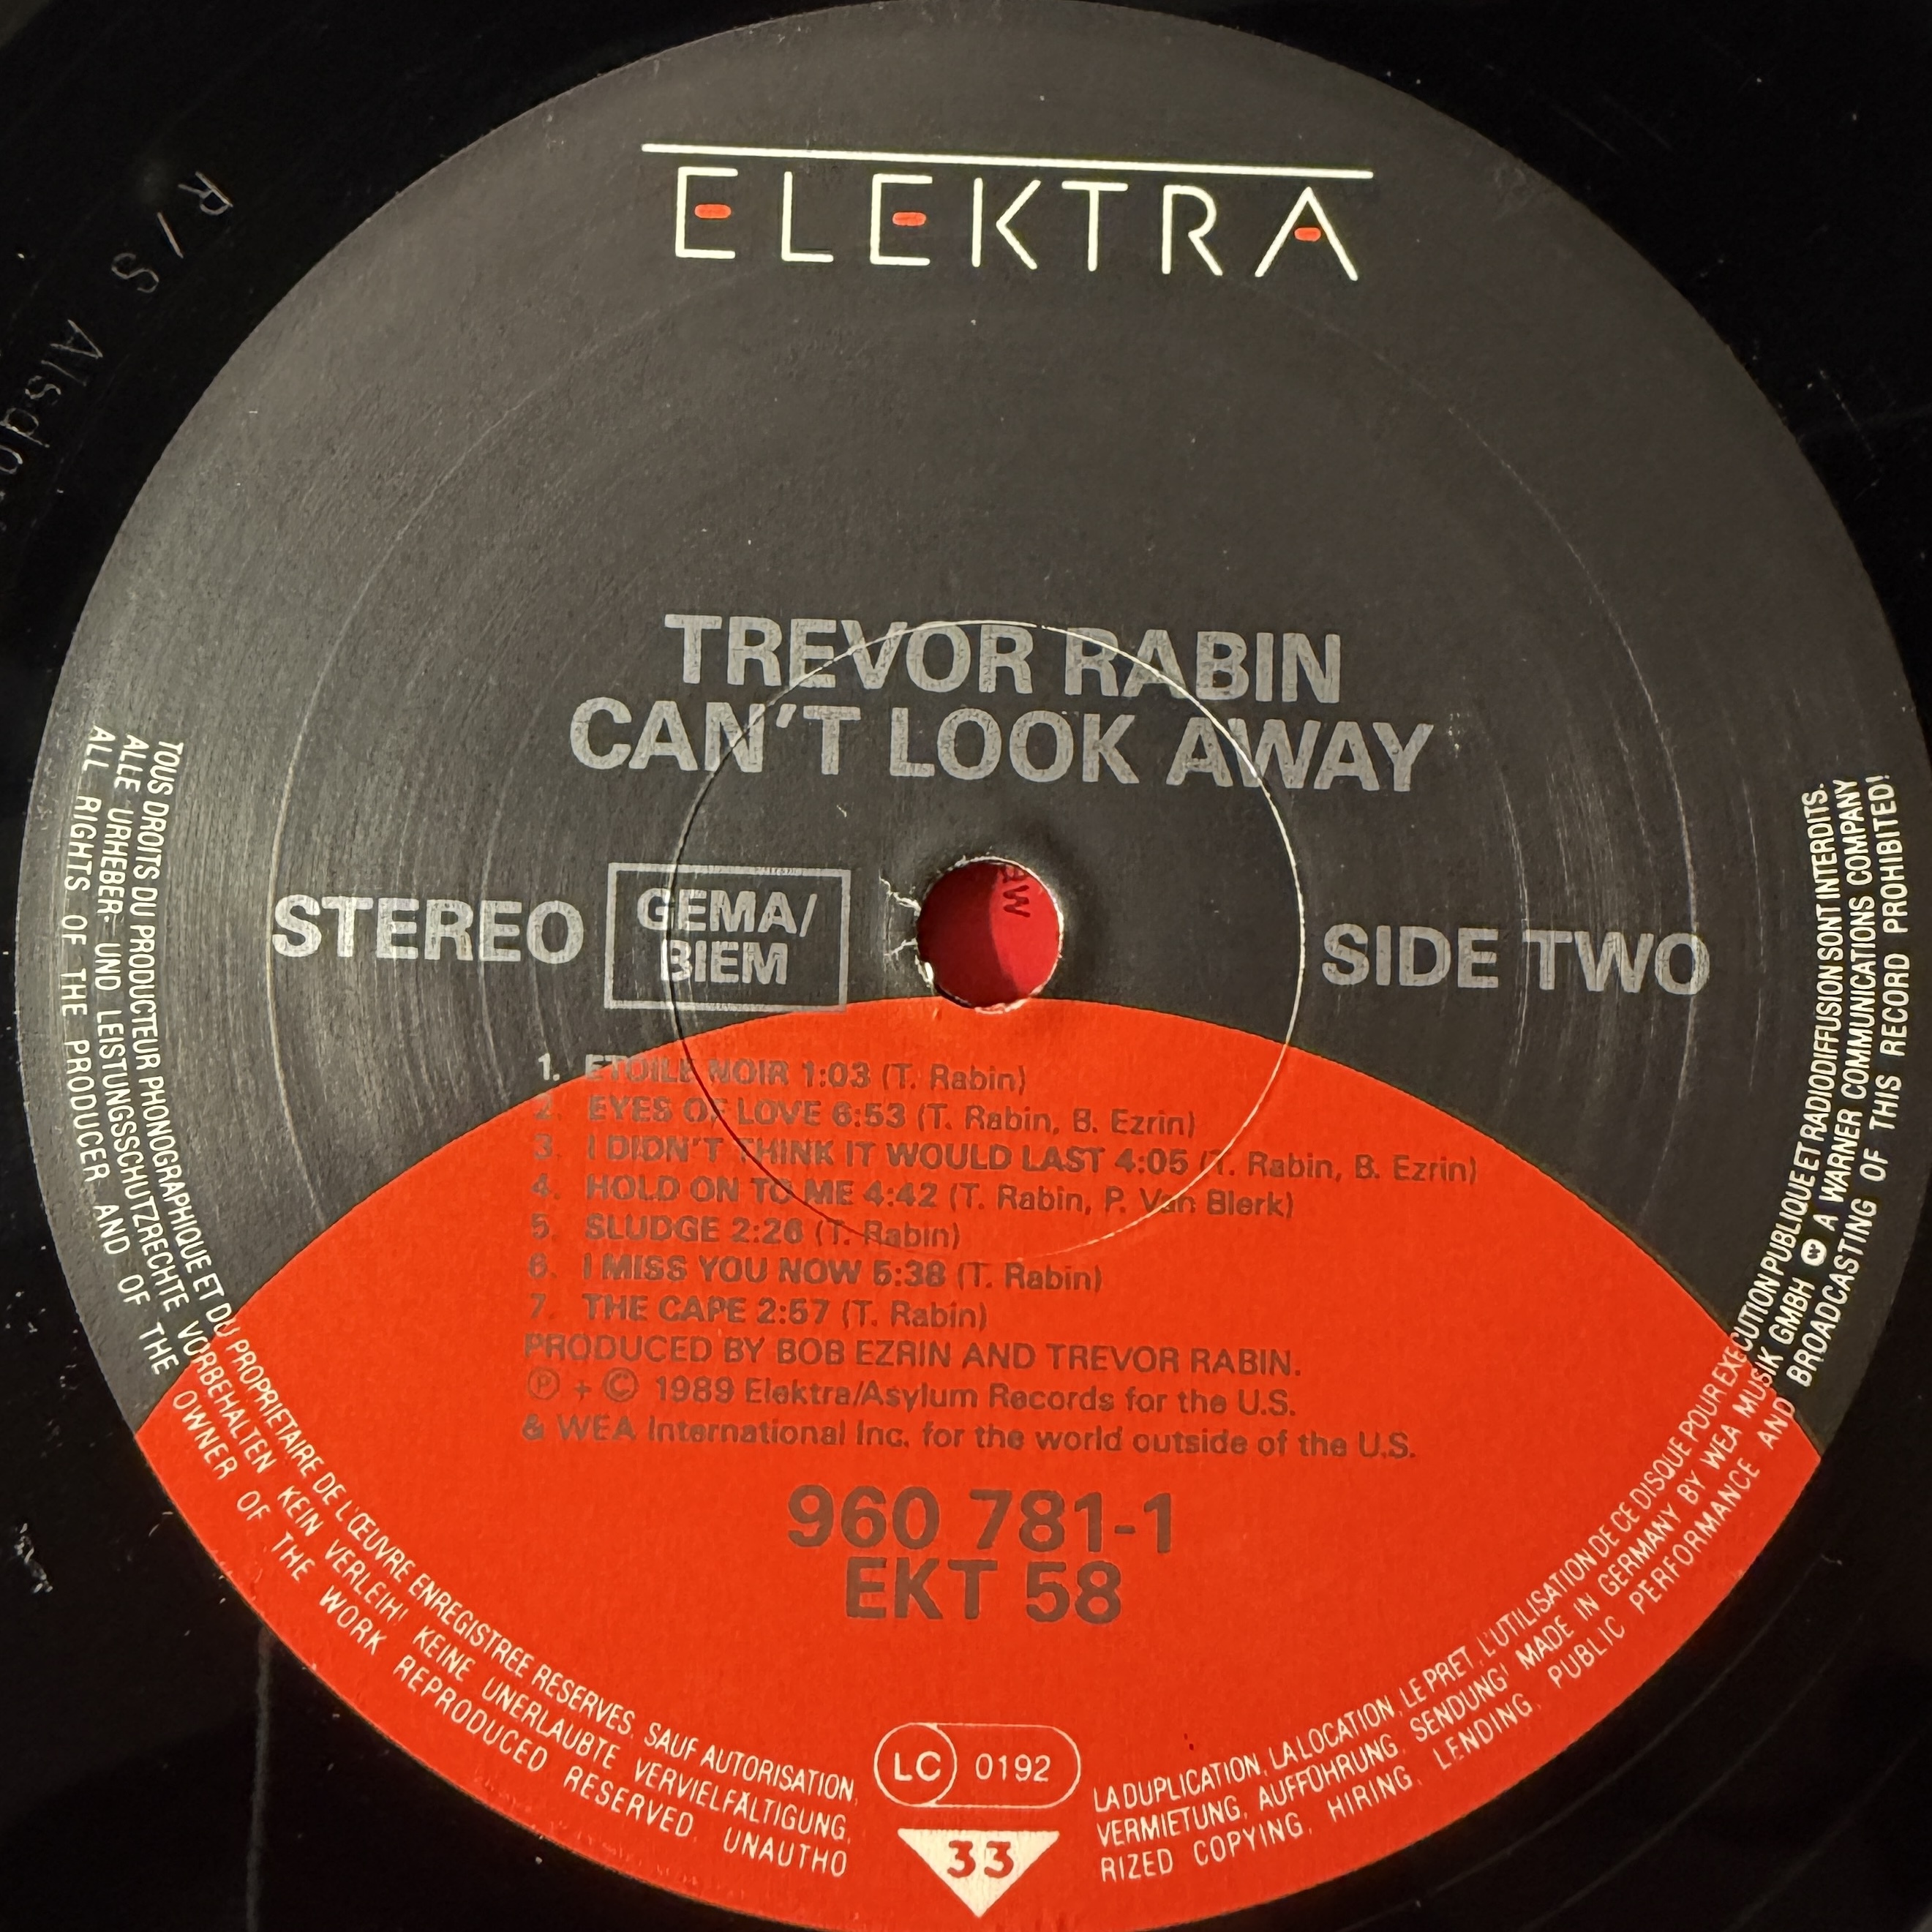 ELEKTRA
TREVOR RABIN
CAN'T LOOK AWAY
STEREO
GEMA/
BIEM
SIDE TWO
1. ETOILE NOIR 1:03 (T. Rabin)
2. EYES OF LOVE 6:53 (T. Rabin, B. Ezrin)
3. I DIDN'T THINK IT WOULD LAST 4:05 (T. Rabin, B. Ezrin)
4. HOLD ON TO ME 4:42 (T. Rabin, P. Van Blerk)
5. SLUDGE 2:26 (T. Rabin)
6. I MISS YOU NOW 5:38 (T. Rabin)
7. THE CAPE 2:57 (T. Rabin)
PRODUCED BY BOB EZRIN AND TREVOR RABIN.
Ⓟ + © 1989 Elektra/Asylum Records for the U.S.
& WEA International Inc. for the world outside of the U.S.
960 781-1
EKT 58
LC 0192
33
TOUS DROITS DU PRODUCTEUR PHONOGRAPHIQUE ET DU PROPRIETAIRE DE L'ŒUVRE ENREGISTREE RESERVES. SAUF AUTORISATION, LA DUPLICATION, LA LOCATION, LE PRET, L'UTILISATION DE CE DISQUE POUR EXECUTION PUBLIQUE ET RADIODIFFUSION SONT INTERDITS.
ALLE URHEBER- UND LEISTUNGSSCHUTZRECHTE VORBEHALTEN KEIN VERLEIH! KEINE UNERLAUBTE VERVIELFÄLTIGUNG, VERMIETUNG, AUFFÜHRUNG, SENDUNG! MADE IN GERMANY BY WEA MUSIK GMBH W A WARNER COMMUNICATIONS COMPANY
ALL RIGHTS OF THE PRODUCER AND OF THE OWNER OF THE WORK REPRODUCED RESERVED. UNAUTHORIZED COPYING, HIRING, LENDING, PUBLIC PERFORMANCE AND BROADCASTING OF THIS RECORD PROHIBITED!
R/S Alsdorf